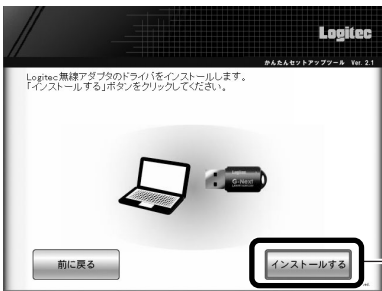 Logitec
かんたんセットアップツール Ver. 2.1
Logitec無線アダプタのドライバをインストールします。
「インストールする」ボタンをクリックしてください。
Logitec
G-Next
前に戻る
インストールする